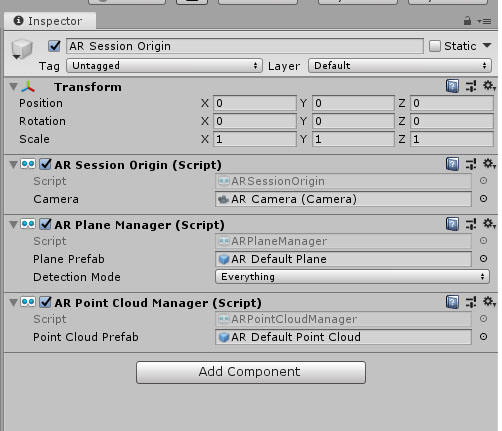 Inspector
AR Session Origin Static
Tag Untagged Layer Default
Transform
Position X 0 Y 0 Z 0
Rotation X 0 Y 0 Z 0
Scale X 1 Y 1 Z 1
AR Session Origin (Script)
Script ARSessionOrigin
Camera AR Camera (Camera)
AR Plane Manager (Script)
Script ARPlaneManager
Plane Prefab AR Default Plane
Detection Mode Everything
AR Point Cloud Manager (Script)
Script ARPointCloudManager
Point Cloud Prefab AR Default Point Cloud
Add Component